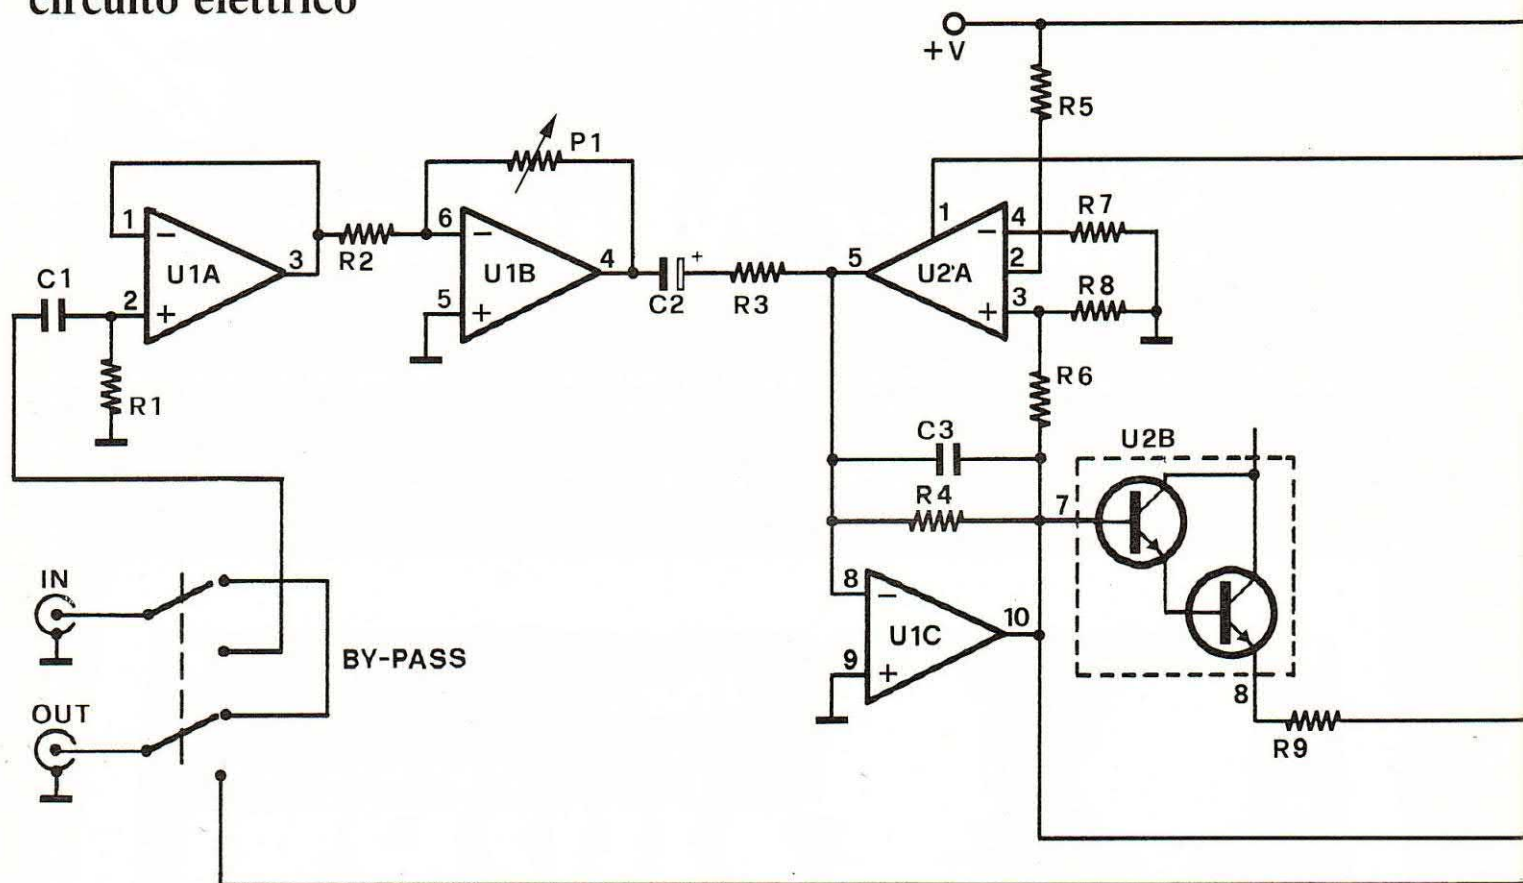 circuito elettrico
+V
R5
P1
1
4
R7
1
6
2
U1A
3
R2
U1B
4
+
C2
R3
5
U2A
2
C1
2
5
3
R8
R1
R6
C3
U2B
R4
7
IN
8
U1C
10
BY-PASS
9
8
OUT
R9